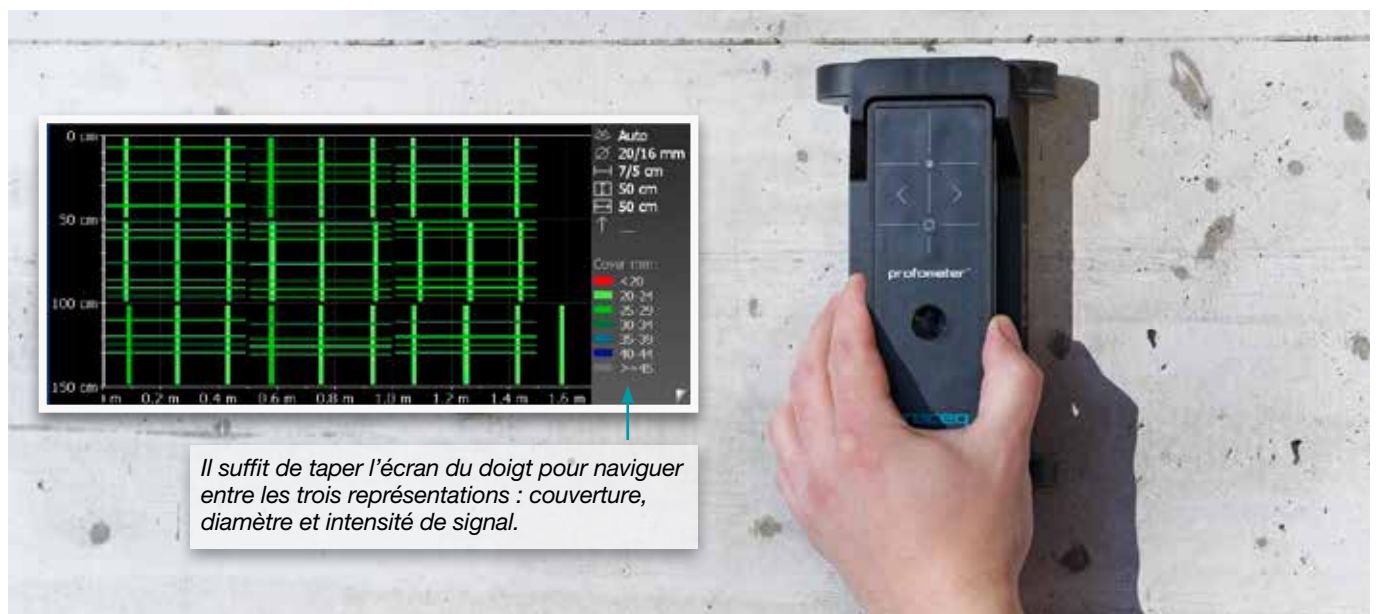 0 cm
50 cm
100 cm
150 cm
0,2 m 0,4 m 0,6 m 0,8 m 1,0 m 1,2 m 1,4 m 1,6 m
Auto
20/16 mm
7/5 cm
50 cm
50 cm
Cover mm:
<20
20-24
25-29
30-34
35-39
40-44
>=45
Il suffit de taper l’écran du doigt pour naviguer
entre les trois représentations : couverture,
diamètre et intensité de signal.
profometer